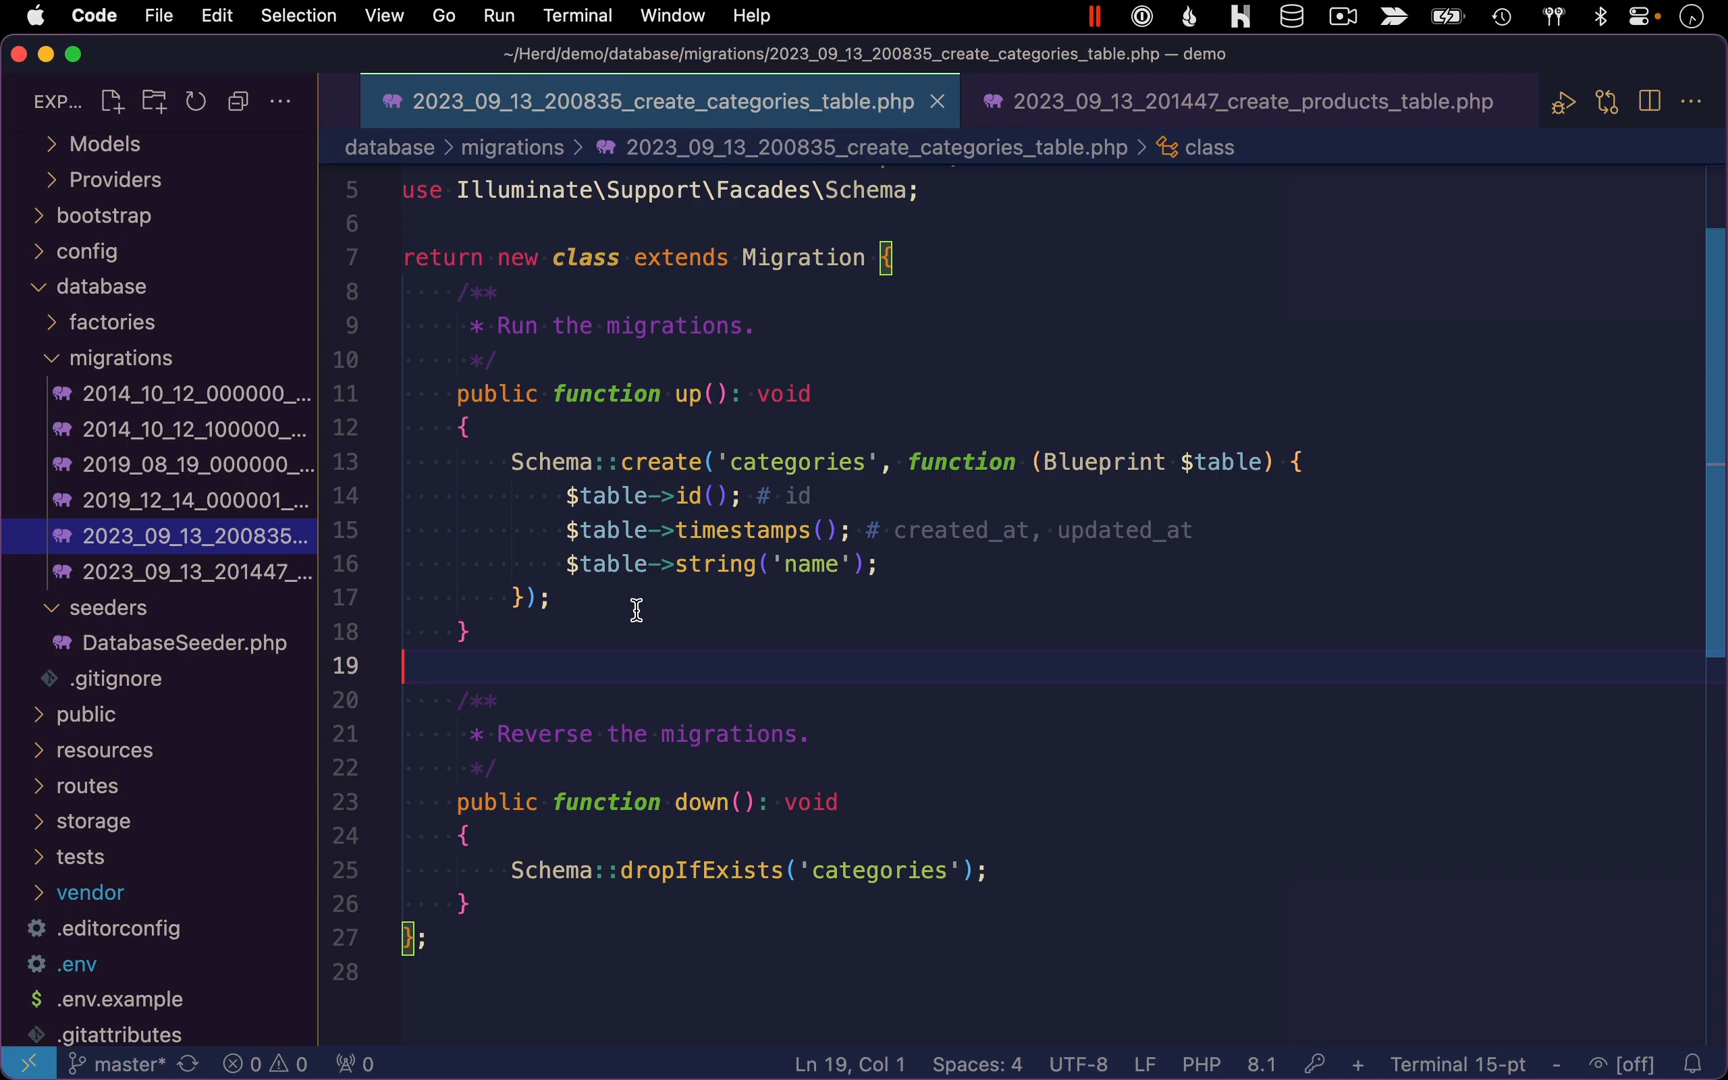 Code File Edit Selection View Go Run Terminal Window Help
~/Herd/demo/database/migrations/2023_09_13_200835_create_categories_table.php — demo
EXP...
2023_09_13_200835_create_categories_table.php
2023_09_13_201447_create_products_table.php
database > migrations > 2023_09_13_200835_create_categories_table.php > class
Models
Providers
bootstrap
config
database
factories
migrations
2014_10_12_000000_...
2014_10_12_100000_...
2019_08_19_000000_...
2019_12_14_000001_...
2023_09_13_200835...
2023_09_13_201447_...
seeders
DatabaseSeeder.php
.gitignore
public
resources
routes
storage
tests
vendor
.editorconfig
.env
$ .env.example
.gitattributes
5 use Illuminate\Support\Facades\Schema;
6
7 return new class extends Migration {
8 /**
9 * Run the migrations.
10 */
11 public function up(): void
12 {
13 Schema::create('categories', function (Blueprint $table) {
14 $table->id(); # id
15 $table->timestamps(); # created_at, updated_at
16 $table->string('name');
17 });
18 }
19
20 /**
21 * Reverse the migrations.
22 */
23 public function down(): void
24 {
25 Schema::dropIfExists('categories');
26 }
27 };
28
master* 0 0 0 Ln 19, Col 1 Spaces: 4 UTF-8 LF PHP 8.1 + Terminal 15-pt - [off]